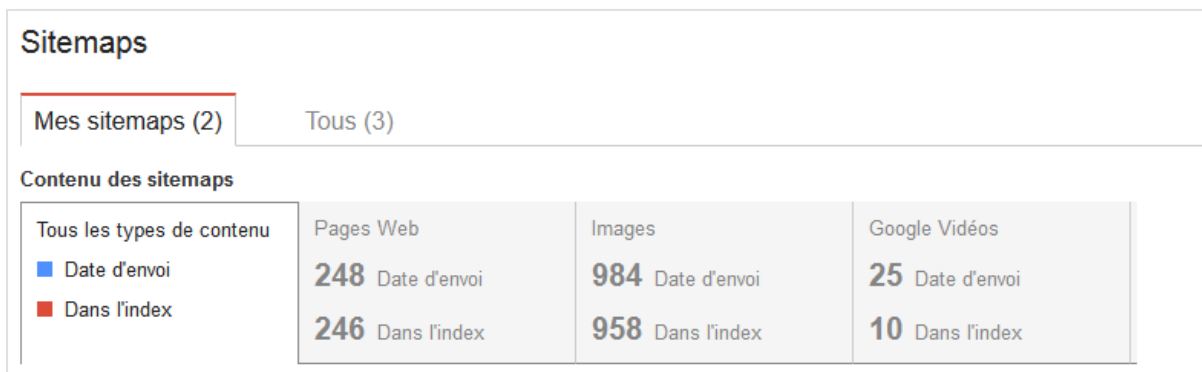 Sitemaps
Mes sitemaps (2)
Tous (3)
Contenu des sitemaps
Tous les types de contenu
Date d'envoi
Dans l'index
Pages Web
248 Date d'envoi
246 Dans l'index
Images
984 Date d'envoi
958 Dans l'index
Google Vidéos
25 Date d'envoi
10 Dans l'index